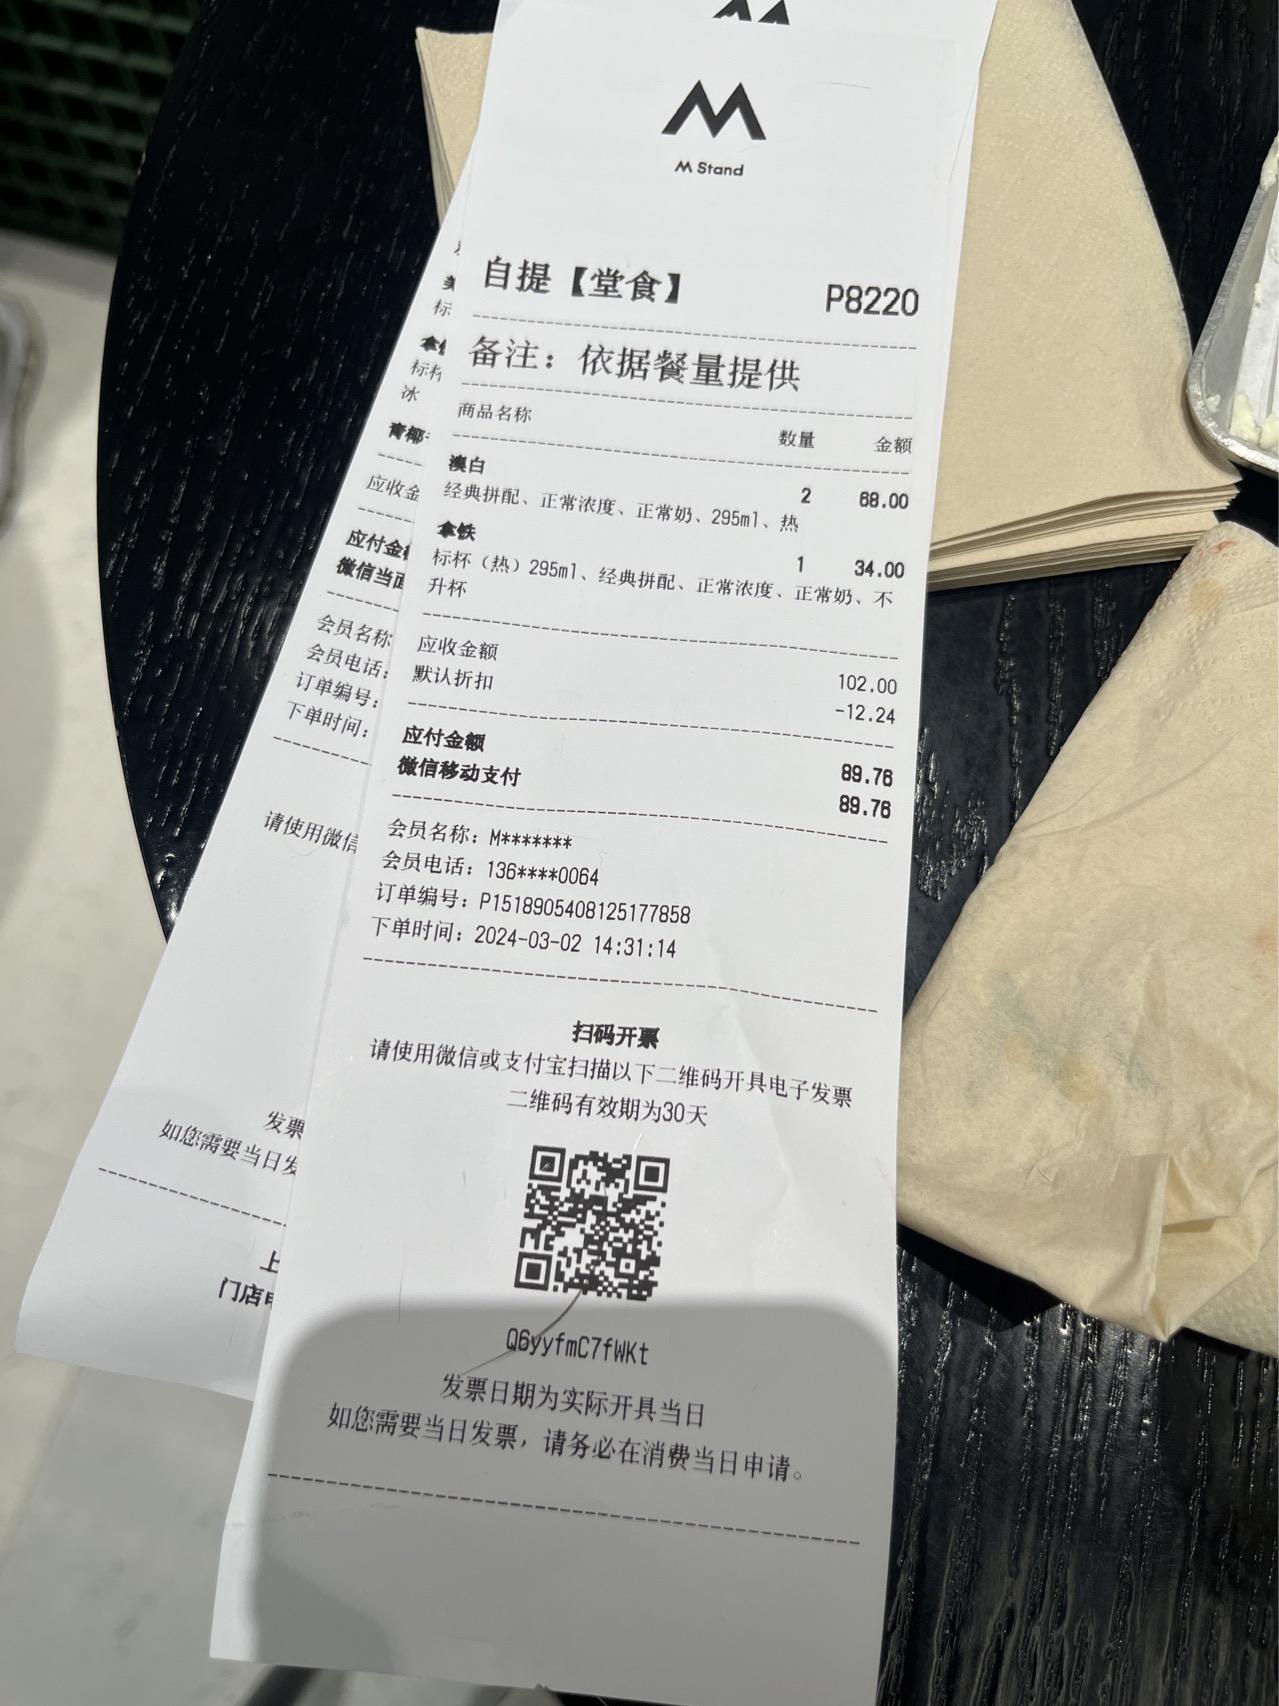 M Stand
自提【堂食】 P8220
备注：依据餐量提供
商品名称 数量 金额
澳白 2 68.00
经典拼配、正常浓度、正常奶、295ml、热
拿铁 1 34.00
标杯（热）295ml、经典拼配、正常浓度、正常奶、不
升杯
应收金额 102.00
默认折扣 -12.24
应付金额 89.76
微信移动支付 89.76
会员名称：M*******
会员电话：136****0064
订单编号：P1518905408125177858
下单时间：2024-03-02 14:31:14
扫码开票
请使用微信或支付宝扫描以下二维码开具电子发票
二维码有效期为30天
Q6yyfmC7fWKt
发票日期为实际开具当日
如您需要当日发票，请务必在消费当日申请。
标
标杯
冰
青椰
应收金
应付金
微信当面
会员名称
会员电话：
订单编号：
下单时间：
请使用微信
发票
如您需要当日发
上
门店